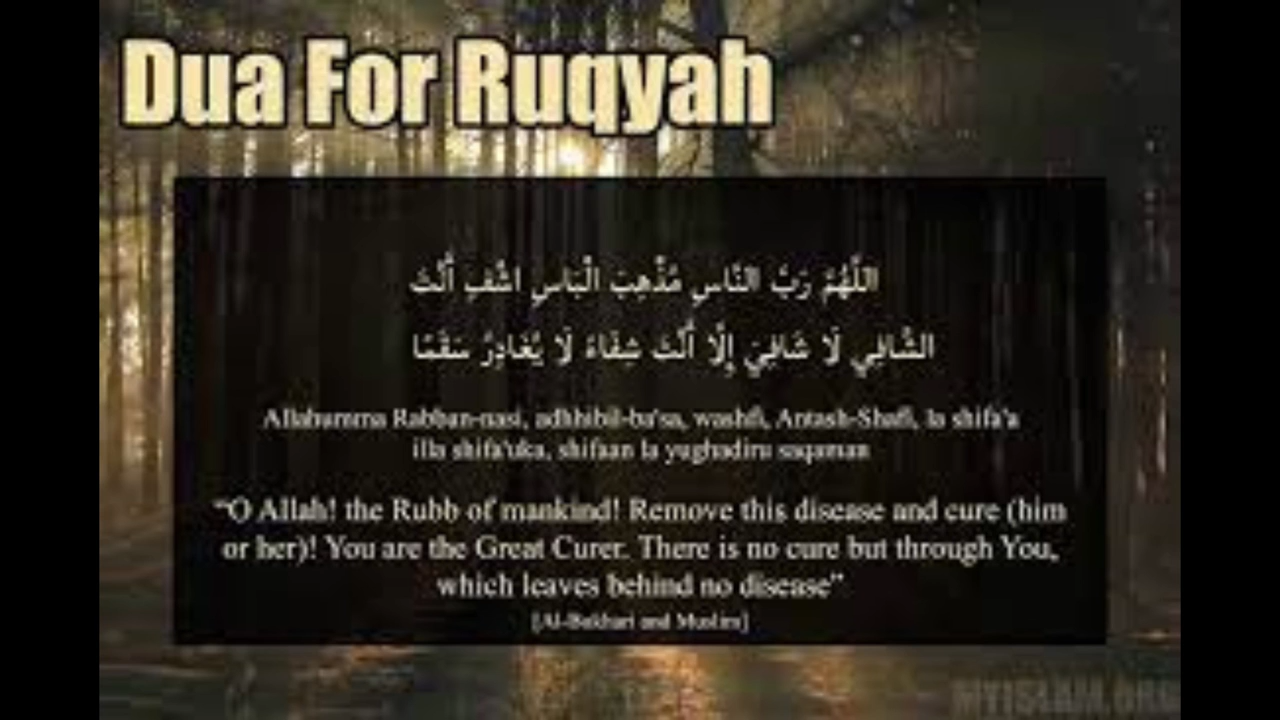 Dua For Ruqyah
اللَّهُمَّ رَبَّ النَّاسِ مُذْهِبَ الْبَاسِ اشْفِ أَنْتَ
الشَّافِي لَا شَافِيَ إِلَّا أَنْتَ شِفَاءً لَا يُغَادِرُ سَقَمًا
Allahumma Rabban-nasi, adhhibil-ba'sa, washfi, Antash-Shafi, la shifa'a
illa shifa'uka, shifaan la yughadiru saqaman
“O Allah! the Rubb of mankind! Remove this disease and cure (him
or her)! You are the Great Curer. There is no cure but through You,
which leaves behind no disease”
[Al-Bukhari and Muslim]
MYISLAM.ORG